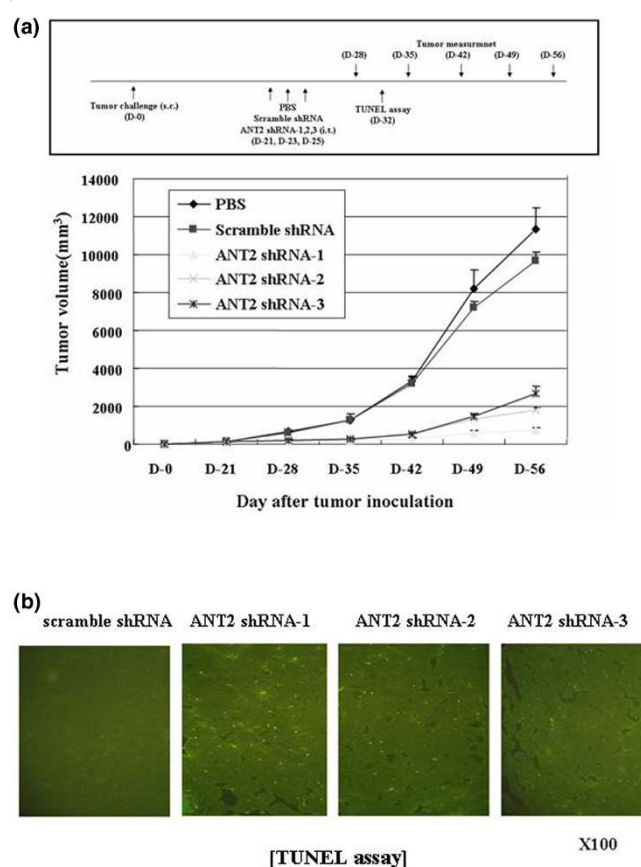 (a)
Tumor measurmnet
(D-28) (D-35) (D-42) (D-49) (D-56)
Tumor challenge (s.c.)
(D-0)
PBS
Scramble shRNA
ANT2 shRNA-1,2,3 (i.t.)
(D-21, D-23, D-25)
TUNEL assay
(D-32)
Tumor volume(mm3)
14000
12000
10000
8000
6000
4000
2000
0
PBS
Scramble shRNA
ANT2 shRNA-1
ANT2 shRNA-2
ANT2 shRNA-3
D-0 D-21 D-28 D-35 D-42 D-49 D-56
Day after tumor inoculation
(b)
scramble shRNA ANT2 shRNA-1 ANT2 shRNA-2 ANT2 shRNA-3
X100
[TUNEL assay]